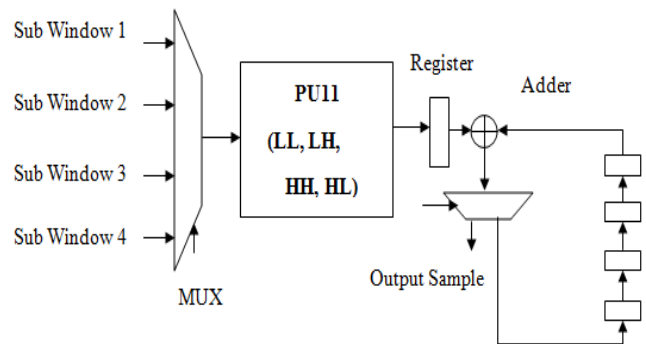 Sub Window 1
Sub Window 2
Sub Window 3
Sub Window 4
MUX
PU11
(LL, LH,
HH, HL)
Register
Adder
Output Sample